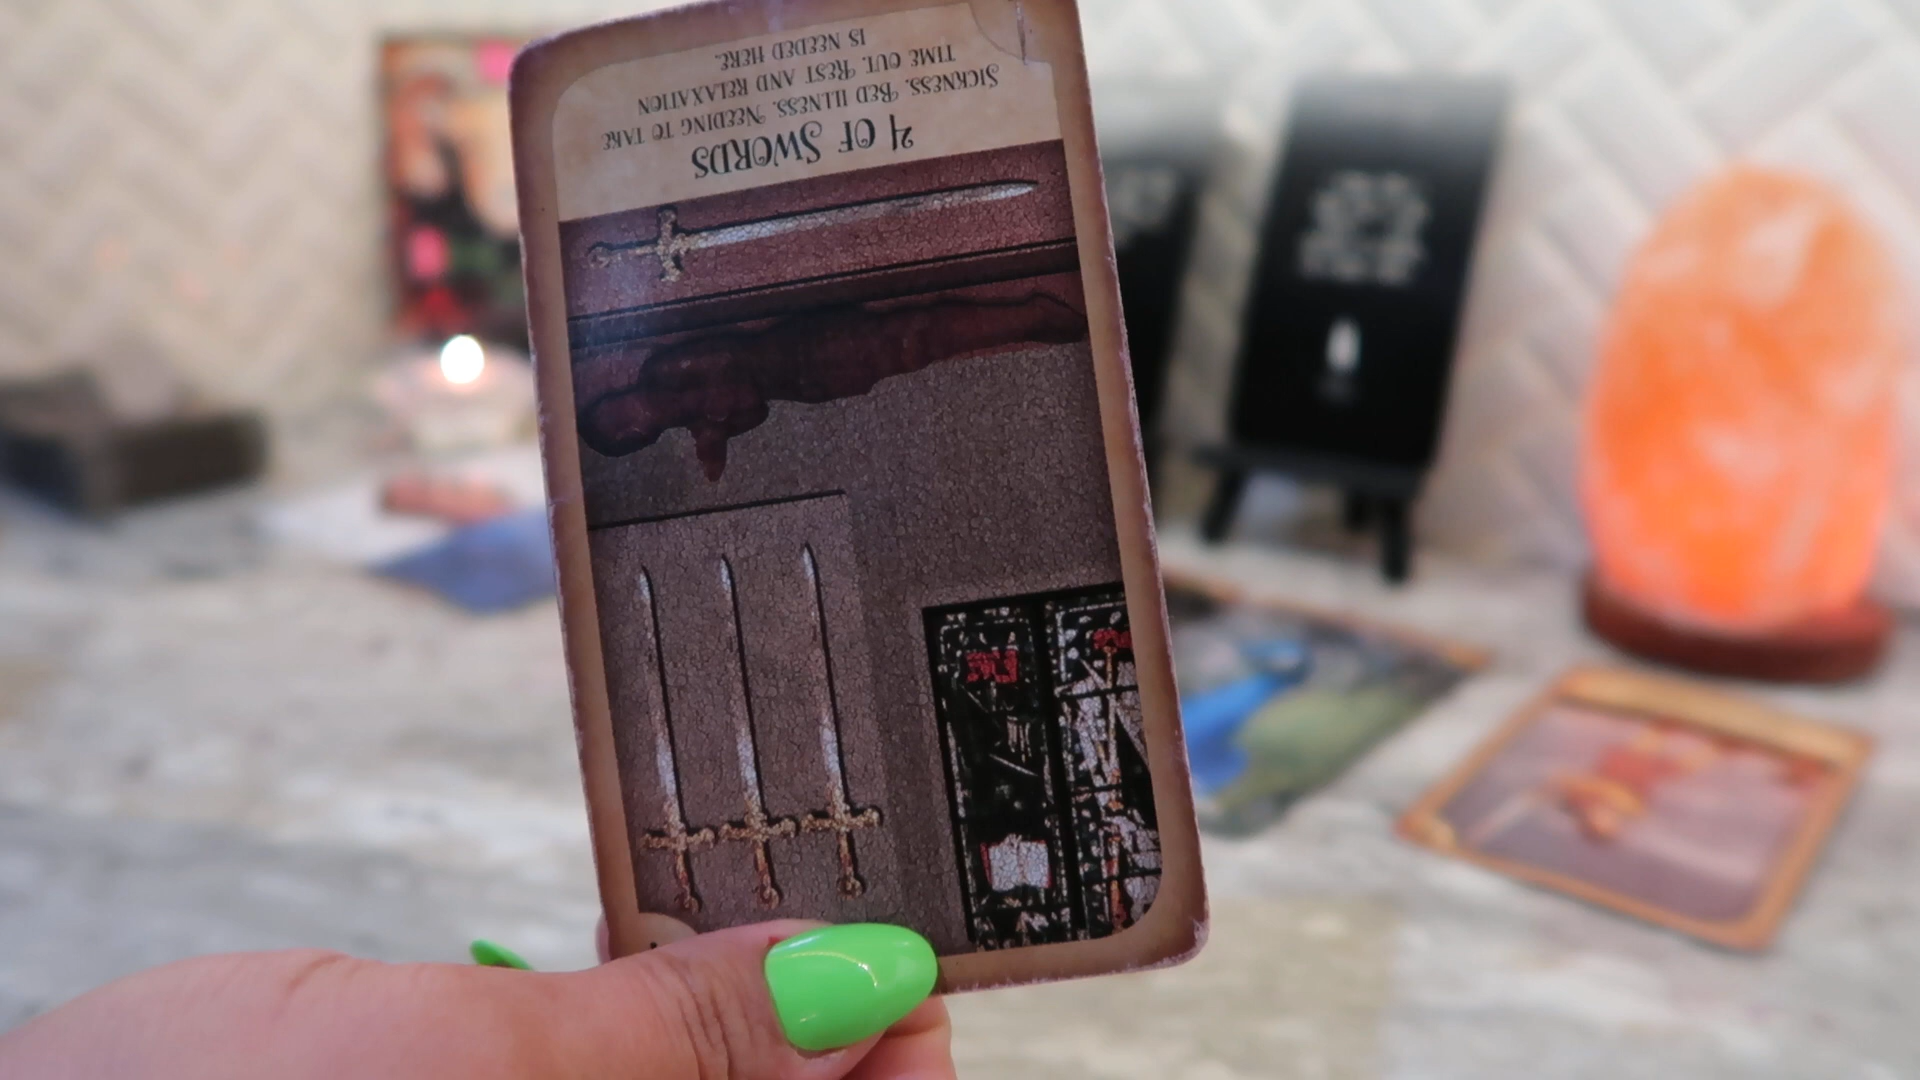 4 OF SWORDS
SICKNESS. BED ILLNESS. NEEDING TO TAKE
TIME OUT. REST AND RELAXATION
IS NEEDED HERE.